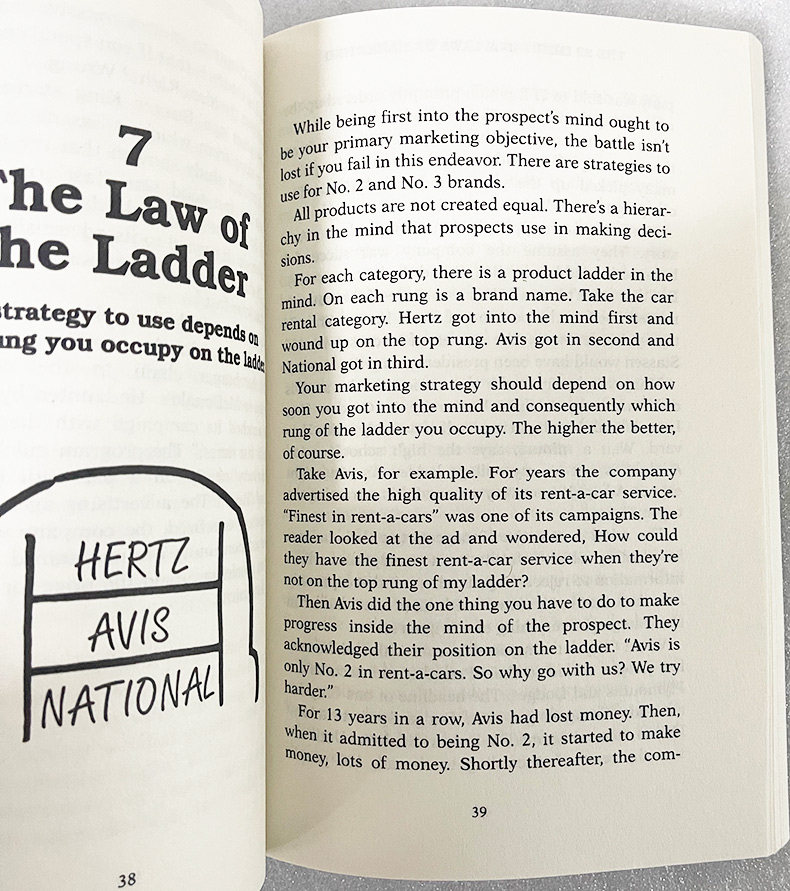 7
The Law of
the Ladder
strategy to use depends on
rung you occupy on the ladder
HERTZ
AVIS
NATIONAL
38
While being first into the prospect's mind ought to
be your primary marketing objective, the battle isn't
lost if you fail in this endeavor. There are strategies to
use for No. 2 and No. 3 brands.
All products are not created equal. There's a hierar-
chy in the mind that prospects use in making deci-
sions.
For each category, there is a product ladder in the
mind. On each rung is a brand name. Take the car
rental category. Hertz got into the mind first and
wound up on the top rung. Avis got in second and
National got in third.
Your marketing strategy should depend on how
soon you got into the mind and consequently which
rung of the ladder you occupy. The higher the better,
of course.
Take Avis, for example. For years the company
advertised the high quality of its rent-a-car service.
“Finest in rent-a-cars” was one of its campaigns. The
reader looked at the ad and wondered, How could
they have the finest rent-a-car service when they're
not on the top rung of my ladder?
Then Avis did the one thing you have to do to make
progress inside the mind of the prospect. They
acknowledged their position on the ladder. “Avis is
only No. 2 in rent-a-cars. So why go with us? We try
harder.”
For 13 years in a row, Avis had lost money. Then,
when it admitted to being No. 2, it started to make
money, lots of money. Shortly thereafter, the com-
39